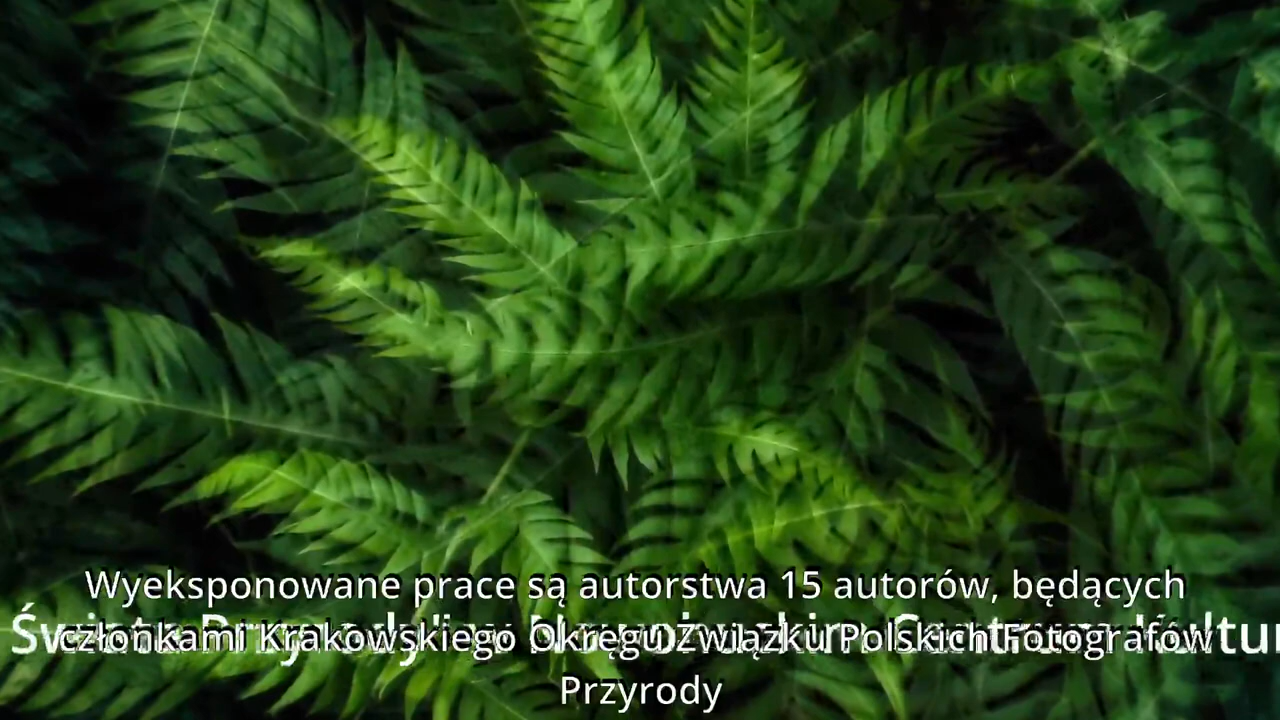 Wyeksponowane prace są autorstwa 15 autorów, będących
członkami Krakowskiego Okręgu Związku Polskich Fotografów
Przyrody